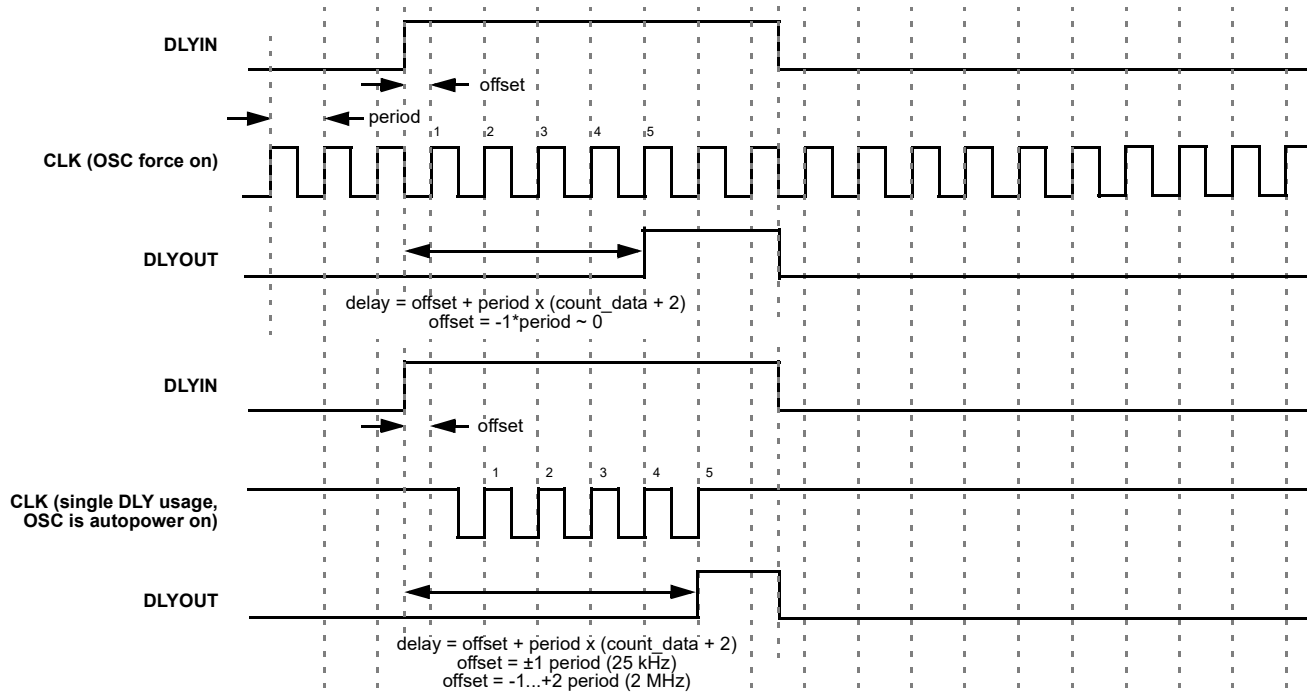 DLYIN
offset
period
1 2 3 4 5
CLK (OSC force on)
DLYOUT
delay = offset + period x (count_data + 2)
offset = -1*period ~ 0
DLYIN
offset
1 2 3 4 5
CLK (single DLY usage,
OSC is autopower on)
DLYOUT
delay = offset + period x (count_data + 2)
offset = ±1 period (25 kHz)
offset = -1...+2 period (2 MHz)